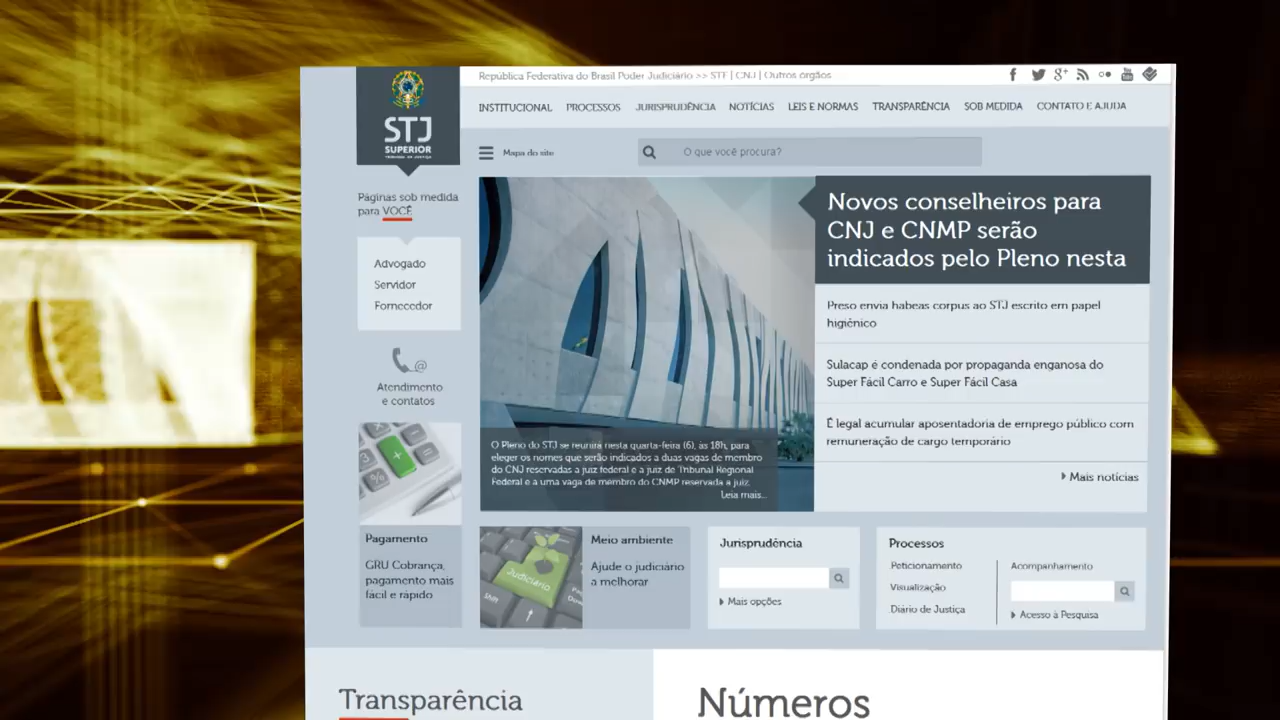 República Federativa do Brasil Poder Judiciário >> STF | CNJ | Outros órgãos
STJ
SUPERIOR
TRIBUNAL DA JUSTIÇA
INSTITUCIONAL PROCESSOS JURISPRUDÊNCIA NOTÍCIAS LEIS E NORMAS TRANSPARÊNCIA SOB MEDIDA CONTATO E AJUDA
Mapa do site
O que você procura?
Páginas sob medida
para VOCÊ
Advogado
Servidor
Fornecedor
Atendimento
e contatos
Novos conselheiros para
CNJ e CNMP serão
indicados pelo Pleno nesta
Preso envia habeas corpus ao STJ escrito em papel
higiênico
Sulacap é condenada por propaganda enganosa do
Super Fácil Carro e Super Fácil Casa
É legal acumular aposentadoria de emprego público com
remuneração de cargo temporário
Mais notícias
O Pleno do STJ se reunirá nesta quarta-feira (6), às 18h, para
eleger os nomes que serão indicados a duas vagas de membro
do CNJ reservadas a juiz federal e a juiz de Tribunal Regional
Federal e a uma vaga de membro do CNMP reservada a juiz.
Leia mais...
Pagamento
GRU Cobrança,
pagamento mais
fácil e rápido
Judiciário
Meio ambiente
Ajude o judiciário
a melhorar
Jurisprudência
Mais opções
Processos
Peticionamento
Visualização
Diário de Justiça
Acompanhamento
Acesso à Pesquisa
Transparência
Números